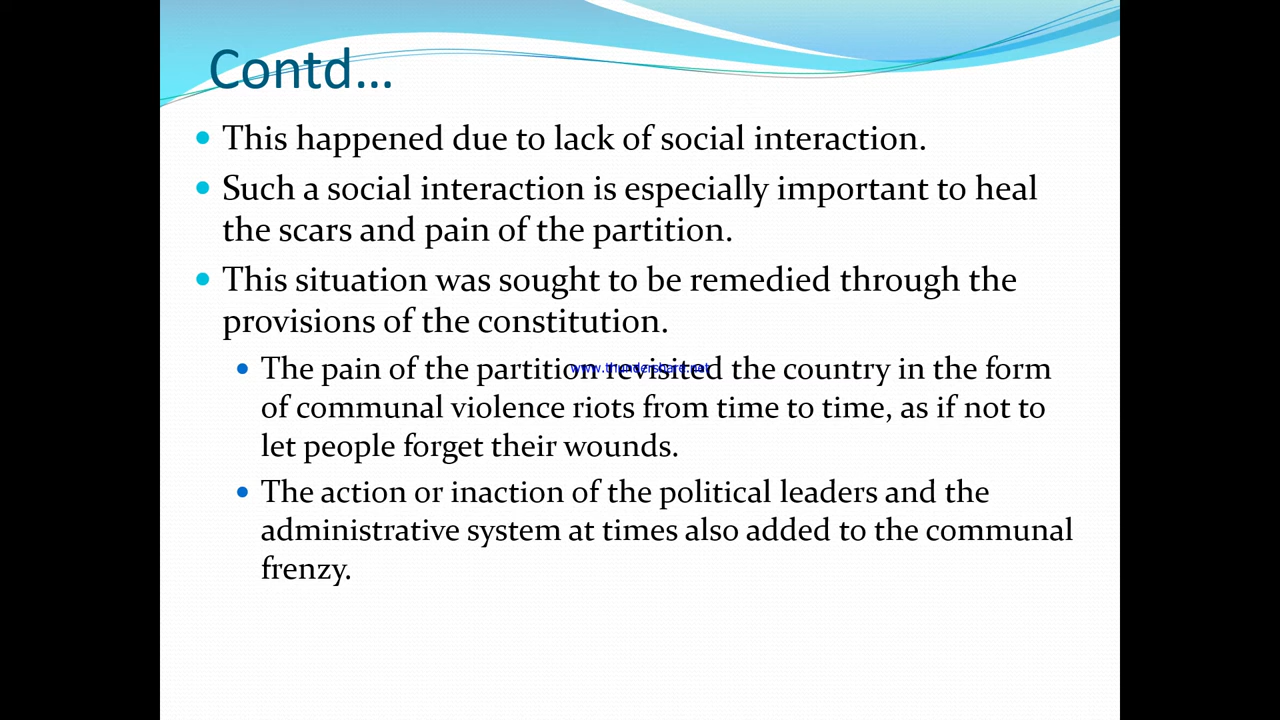 Contd...
This happened due to lack of social interaction.
Such a social interaction is especially important to heal
the scars and pain of the partition.
This situation was sought to be remedied through the
provisions of the constitution.
The pain of the partition revisited the country in the form
www.thundershare.net
of communal violence riots from time to time, as if not to
let people forget their wounds.
The action or inaction of the political leaders and the
administrative system at times also added to the communal
frenzy.